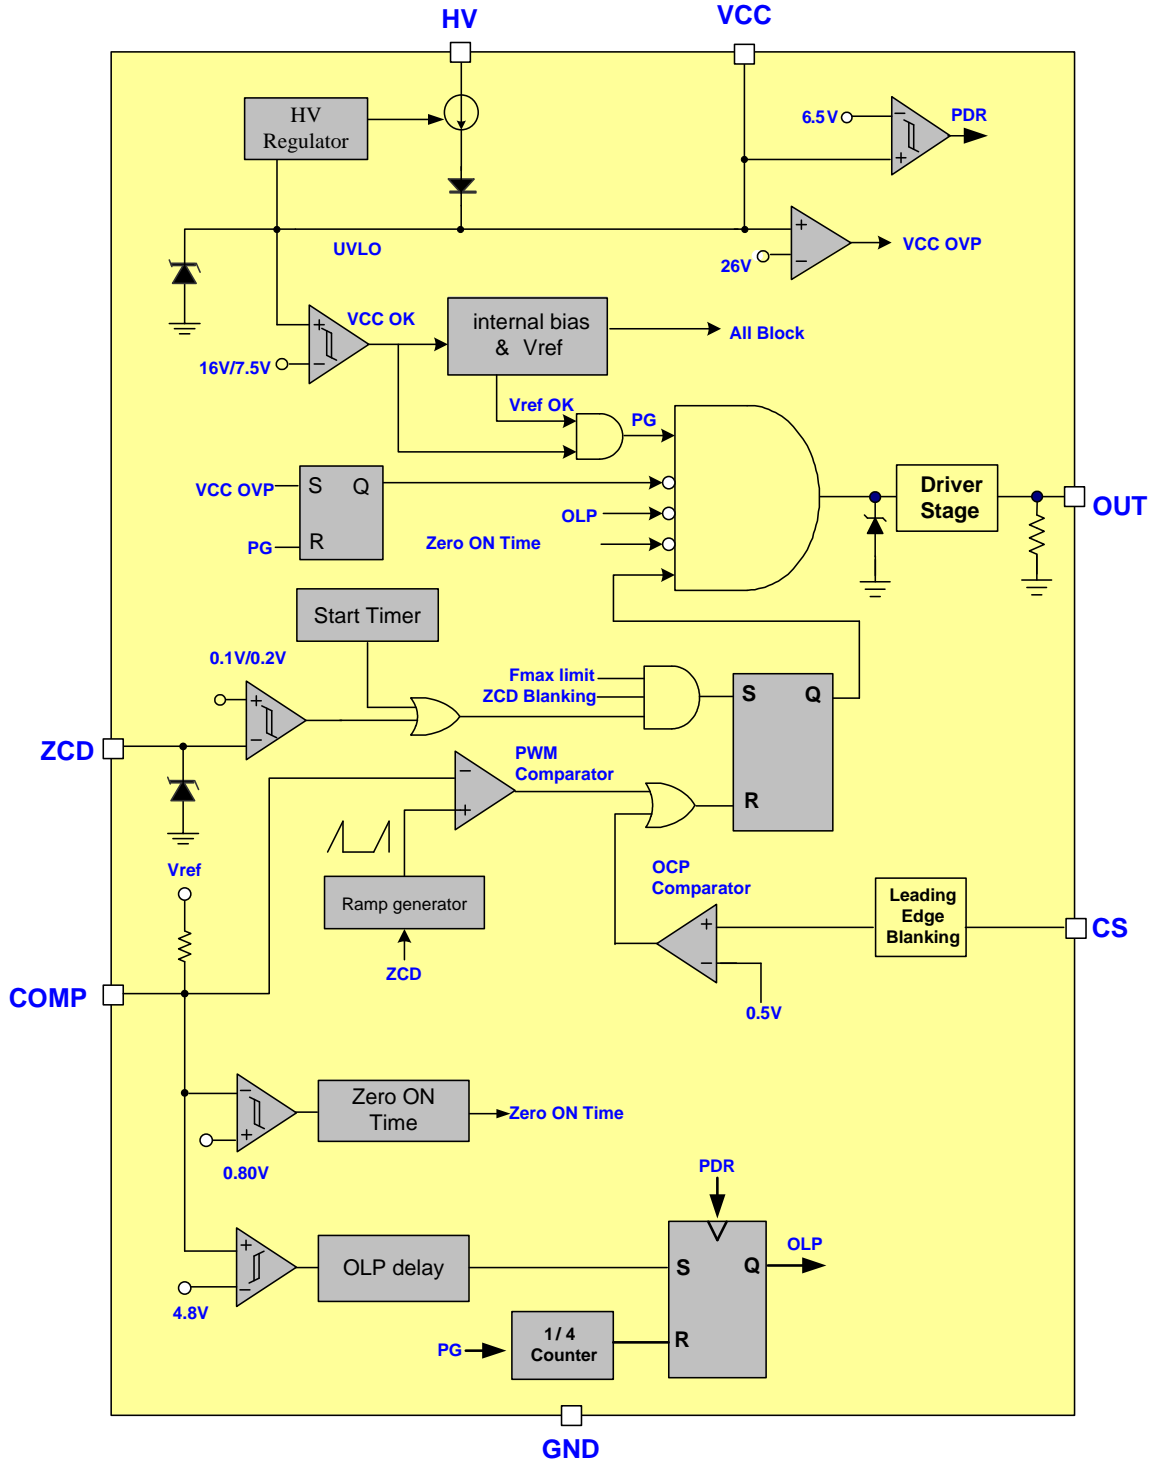 HV
VCC
HV
Regulator
6.5V
PDR
UVLO
26V
VCC OVP
VCC OK
16V/7.5V
internal bias
& Vref
All Block
Vref OK
PG
VCC OVP
S Q
PG
R
OLP
Zero ON Time
Driver
Stage
OUT
Start Timer
0.1V/0.2V
Fmax limit
ZCD Blanking
S Q
R
ZCD
PWM
Comparator
Vref
Ramp generator
ZCD
OCP
Comparator
Leading
Edge
Blanking
CS
0.5V
COMP
Zero ON
Time
Zero ON Time
0.80V
PDR
OLP delay
S Q
OLP
4.8V
PG
1/ 4
Counter
R
GND